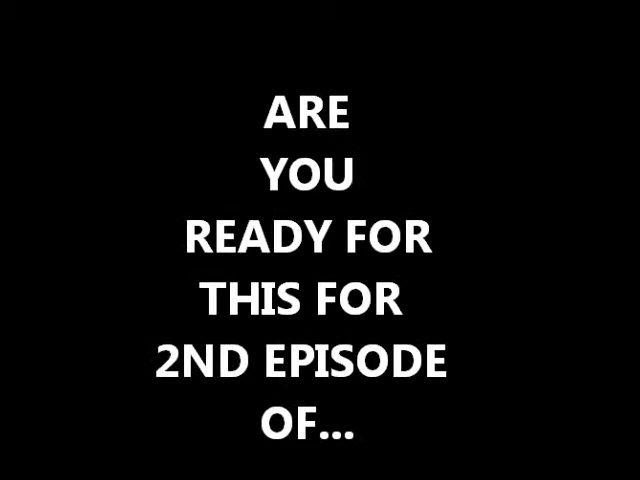 ARE
YOU
READY FOR
THIS FOR
2ND EPISODE
OF...